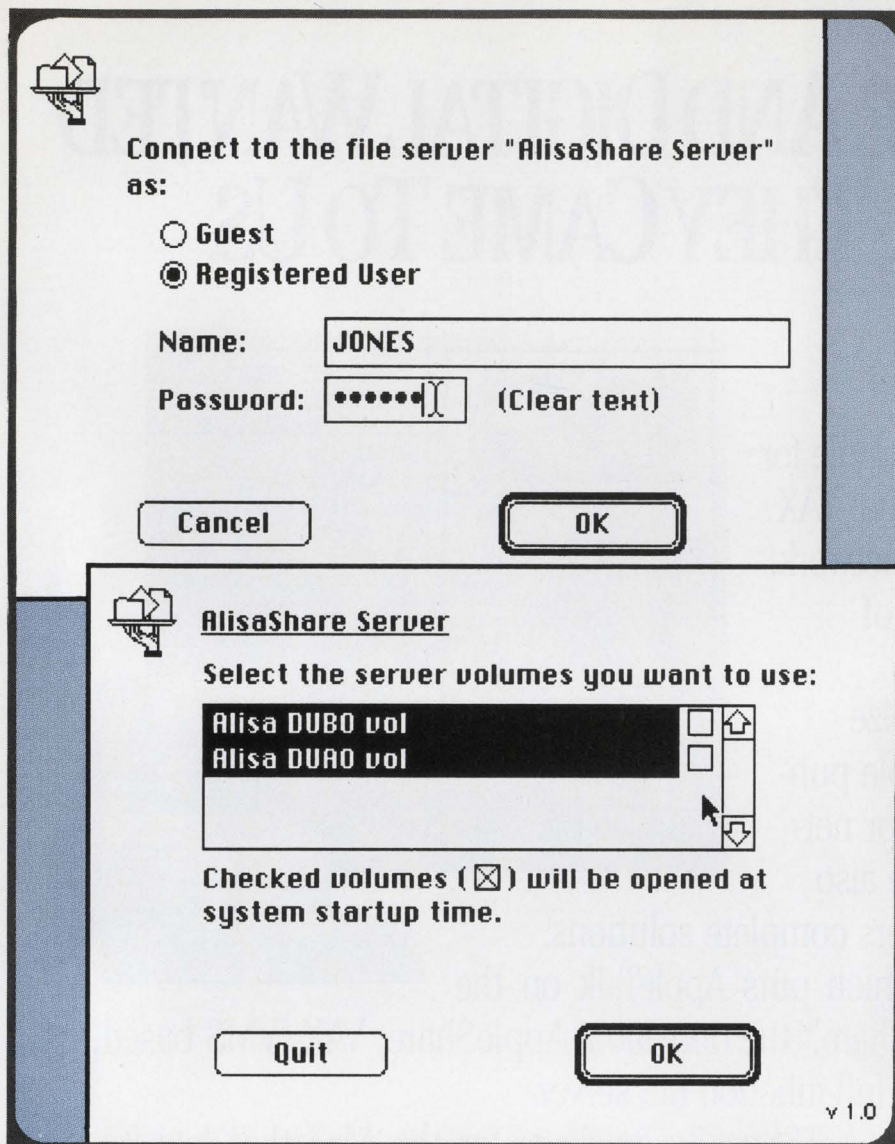 Connect to the file server "AlisaShare Server"
as:
Guest
Registered User
Name: JONES
Password: •••••• (Clear text)
Cancel OK
AlisaShare Server
Select the server volumes you want to use:
Alisa DUB0 vol
Alisa DUA0 vol
Checked volumes ( ☒ ) will be opened at
system startup time.
Quit OK
v 1.0